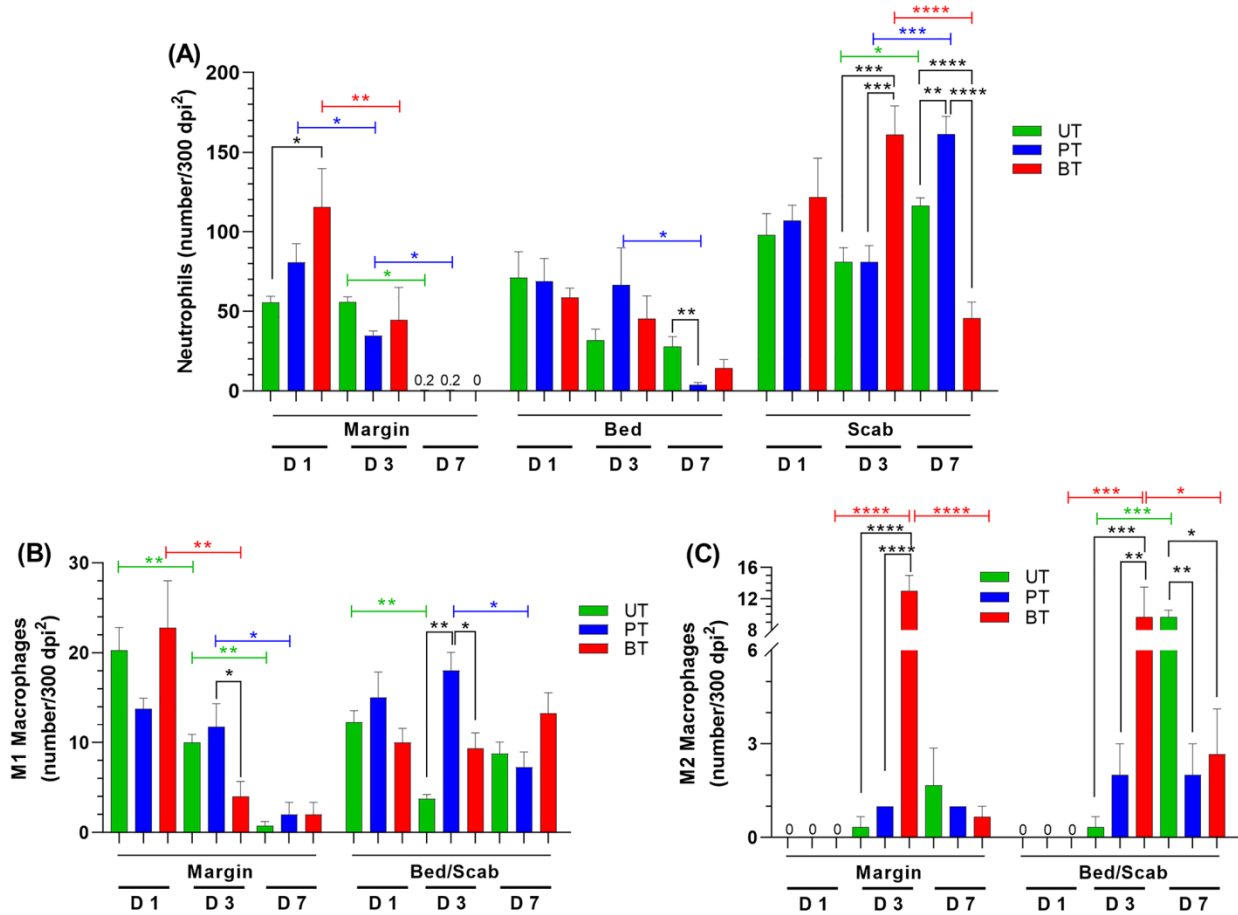 (A)
Neutrophils (number/300 dpi²)
200
150
100
50
0
*
*
**
*
*
0.2 0.2 0
*
**
*
***
****
***
***
****
** ****
UT
PT
BT
Margin Bed Scab
D 1 D 3 D 7 D 1 D 3 D 7 D 1 D 3 D 7
(B)
M1 Macrophages
(number/300 dpi²)
30
20
10
0
**
**
*
**
*
**
*
** *
UT
PT
BT
Margin Bed/Scab
D 1 D 3 D 7 D 1 D 3 D 7
(C)
M2 Macrophages
(number/300 dpi²)
16
14
12
10
8
6
3
0
**** ****
****
****
*** *
***
***
**
*
**
0 0 0 0 0 0
UT
PT
BT
Margin Bed/Scab
D 1 D 3 D 7 D 1 D 3 D 7